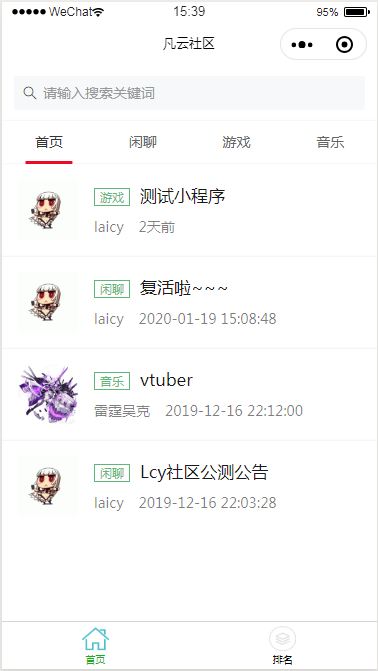 ●●●●● WeChat 15:39 95%
凡云社区
请输入搜索关键词
首页 闲聊 游戏 音乐
游戏 测试小程序
laicy 2天前
闲聊 复活啦~~~
laicy 2020-01-19 15:08:48
音乐 vtuber
雷霆吴克 2019-12-16 22:12:00
闲聊 Lcy社区公测公告
laicy 2019-12-16 22:03:28
首页 排名